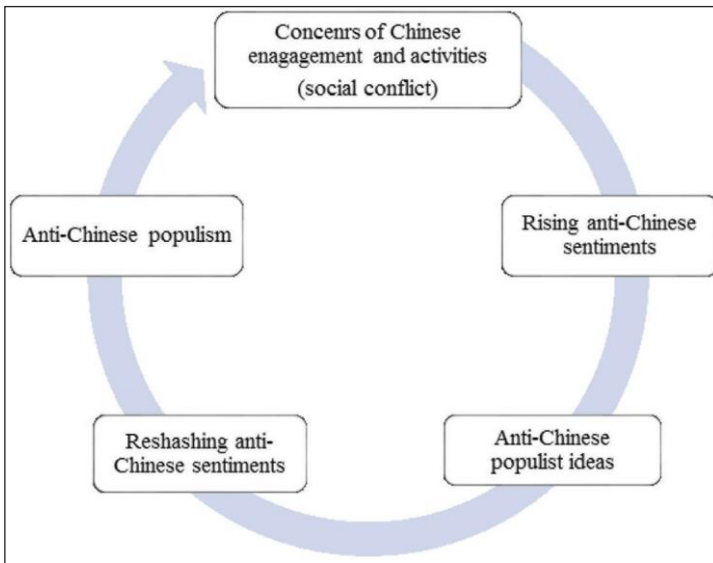 Concenrs of Chinese
enagagement and activities
(social conflict)
Rising anti-Chinese
sentiments
Anti-Chinese
populist ideas
Reshashing anti-
Chinese sentiments
Anti-Chinese populism